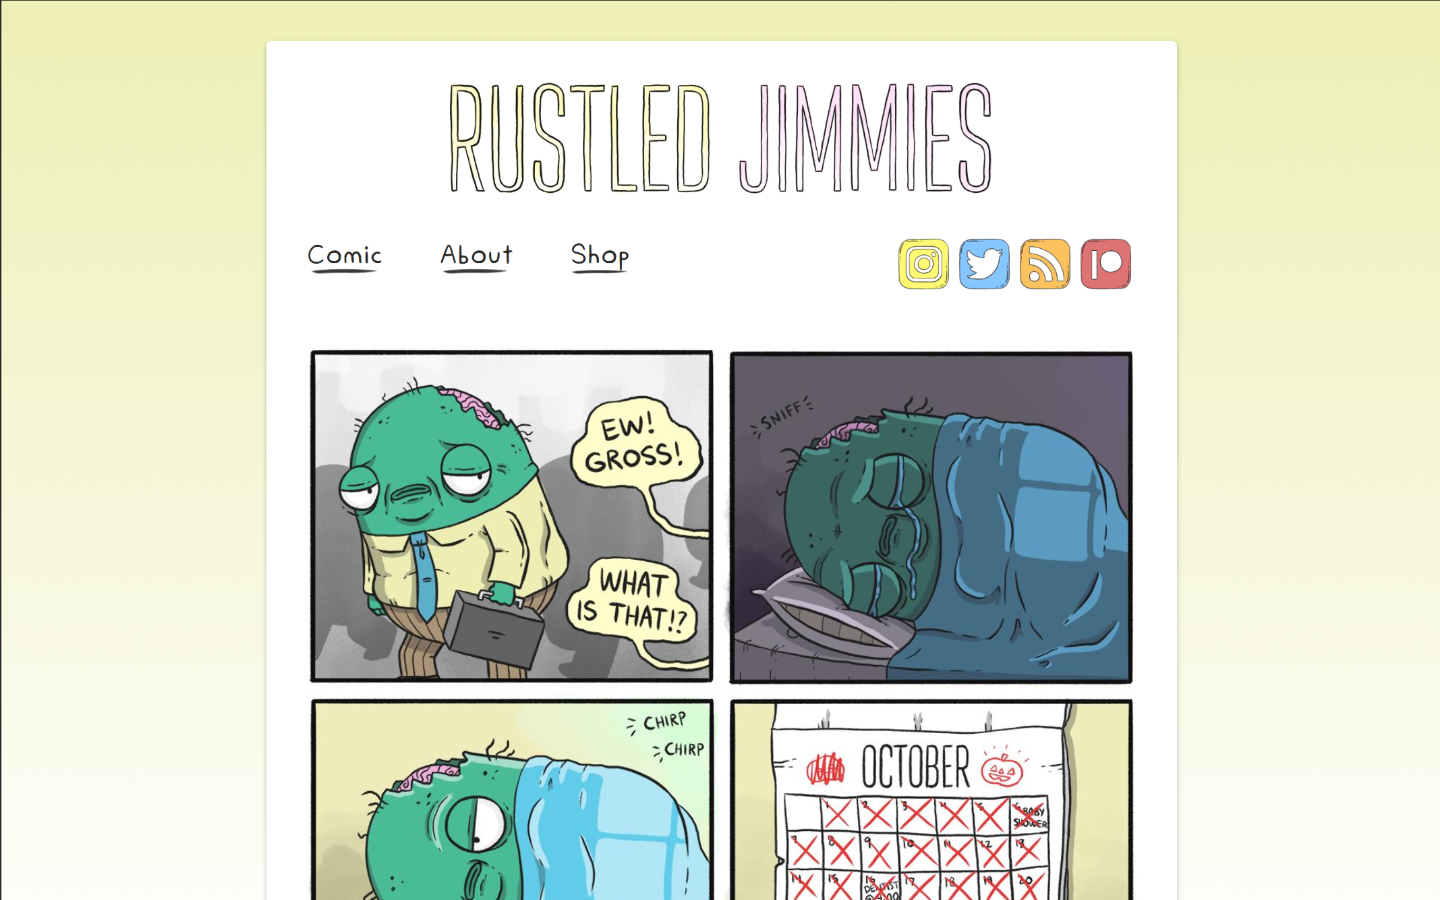 RUSTLED JIMMIES
Comic About Shop
EW!
GROSS!
WHAT
IS THAT!?
SNIFF
CHIRP
CHIRP
OCTOBER
1 2 3 4 5 6 BABY
SHOWER
7 8 9 10 11 12 13
14 15 16 17 18 19 20
DENTIST